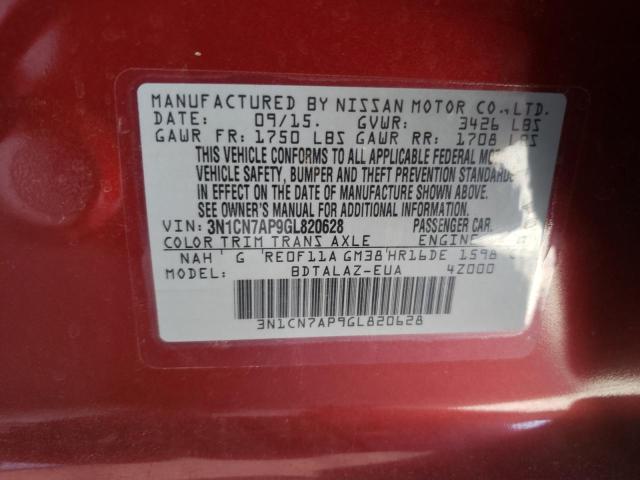 MANUFACTURED BY NISSAN MOTOR CO., LTD.
DATE: 09/15. GVWR: 3426 LBS
GAWR FR: 1750 LBS GAWR RR: 1708 LBS
THIS VEHICLE CONFORMS TO ALL APPLICABLE FEDERAL MOTOR
VEHICLE SAFETY, BUMPER AND THEFT PREVENTION STANDARDS
IN EFFECT ON THE DATE OF MANUFACTURE SHOWN ABOVE.
SEE OWNER'S MANUAL FOR ADDITIONAL INFORMATION.
VIN: 3N1CN7AP9GL820628 PASSENGER CAR.
COLOR TRIM TRANS AXLE ENGINE
NAH G RE0F11A GM38 HR16DE 1598
MODEL: BDTALAZ-EUA 4Z000
3N1CN7AP9GL820628